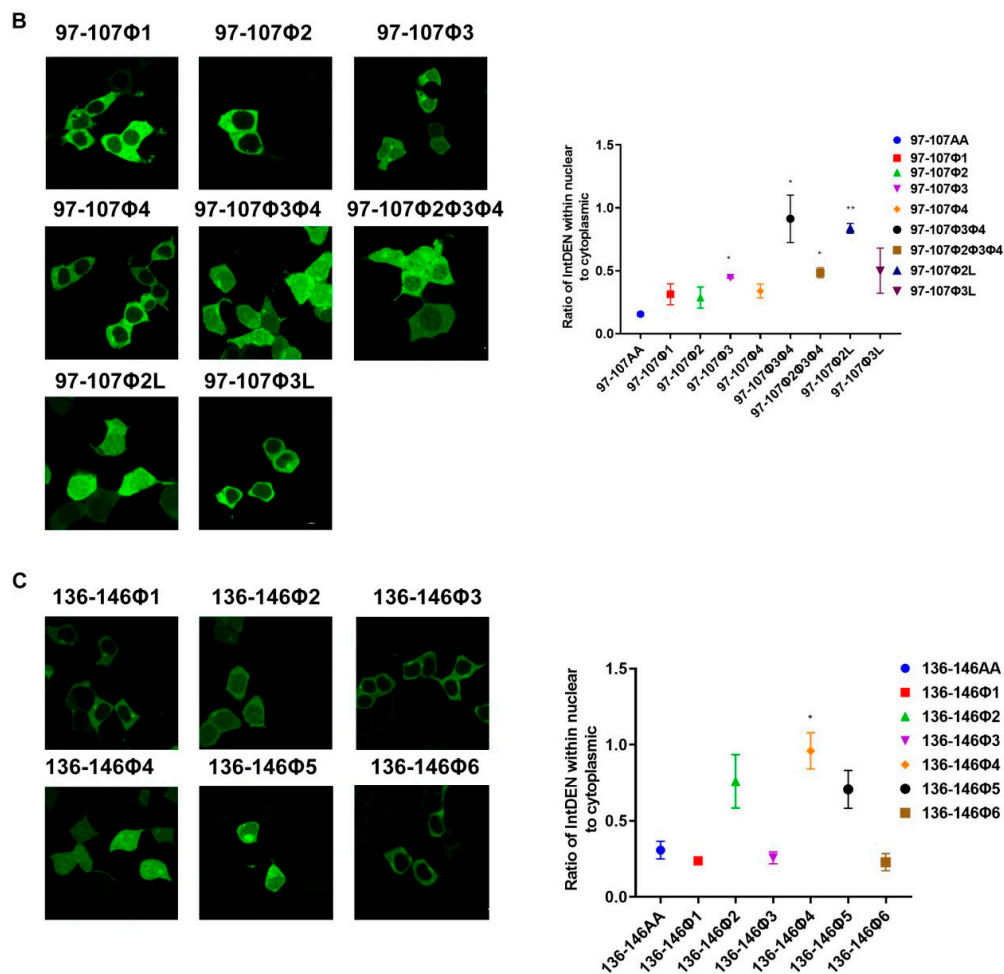 B
97-107Φ1 97-107Φ2 97-107Φ3
97-107Φ4 97-107Φ3Φ4 97-107Φ2Φ3Φ4
97-107Φ2L 97-107Φ3L
Ratio of IntDEN within nuclear
to cytoplasmic
1.5
1.0
0.5
0.0
* * * **
97-107AA
97-107Φ1
97-107Φ2
97-107Φ3
97-107Φ4
97-107Φ3Φ4
97-107Φ2Φ3Φ4
97-107Φ2L
97-107Φ3L
97-107AA
97-107Φ1
97-107Φ2
97-107Φ3
97-107Φ4
97-107Φ3Φ4
97-107Φ2Φ3Φ4
97-107Φ2L
97-107Φ3L
C
136-146Φ1 136-146Φ2 136-146Φ3
136-146Φ4 136-146Φ5 136-146Φ6
Ratio of IntDEN within nuclear
to cytoplasmic
1.5
1.0
0.5
0.0
*
136-146AA
136-146Φ1
136-146Φ2
136-146Φ3
136-146Φ4
136-146Φ5
136-146Φ6
136-146AA
136-146Φ1
136-146Φ2
136-146Φ3
136-146Φ4
136-146Φ5
136-146Φ6